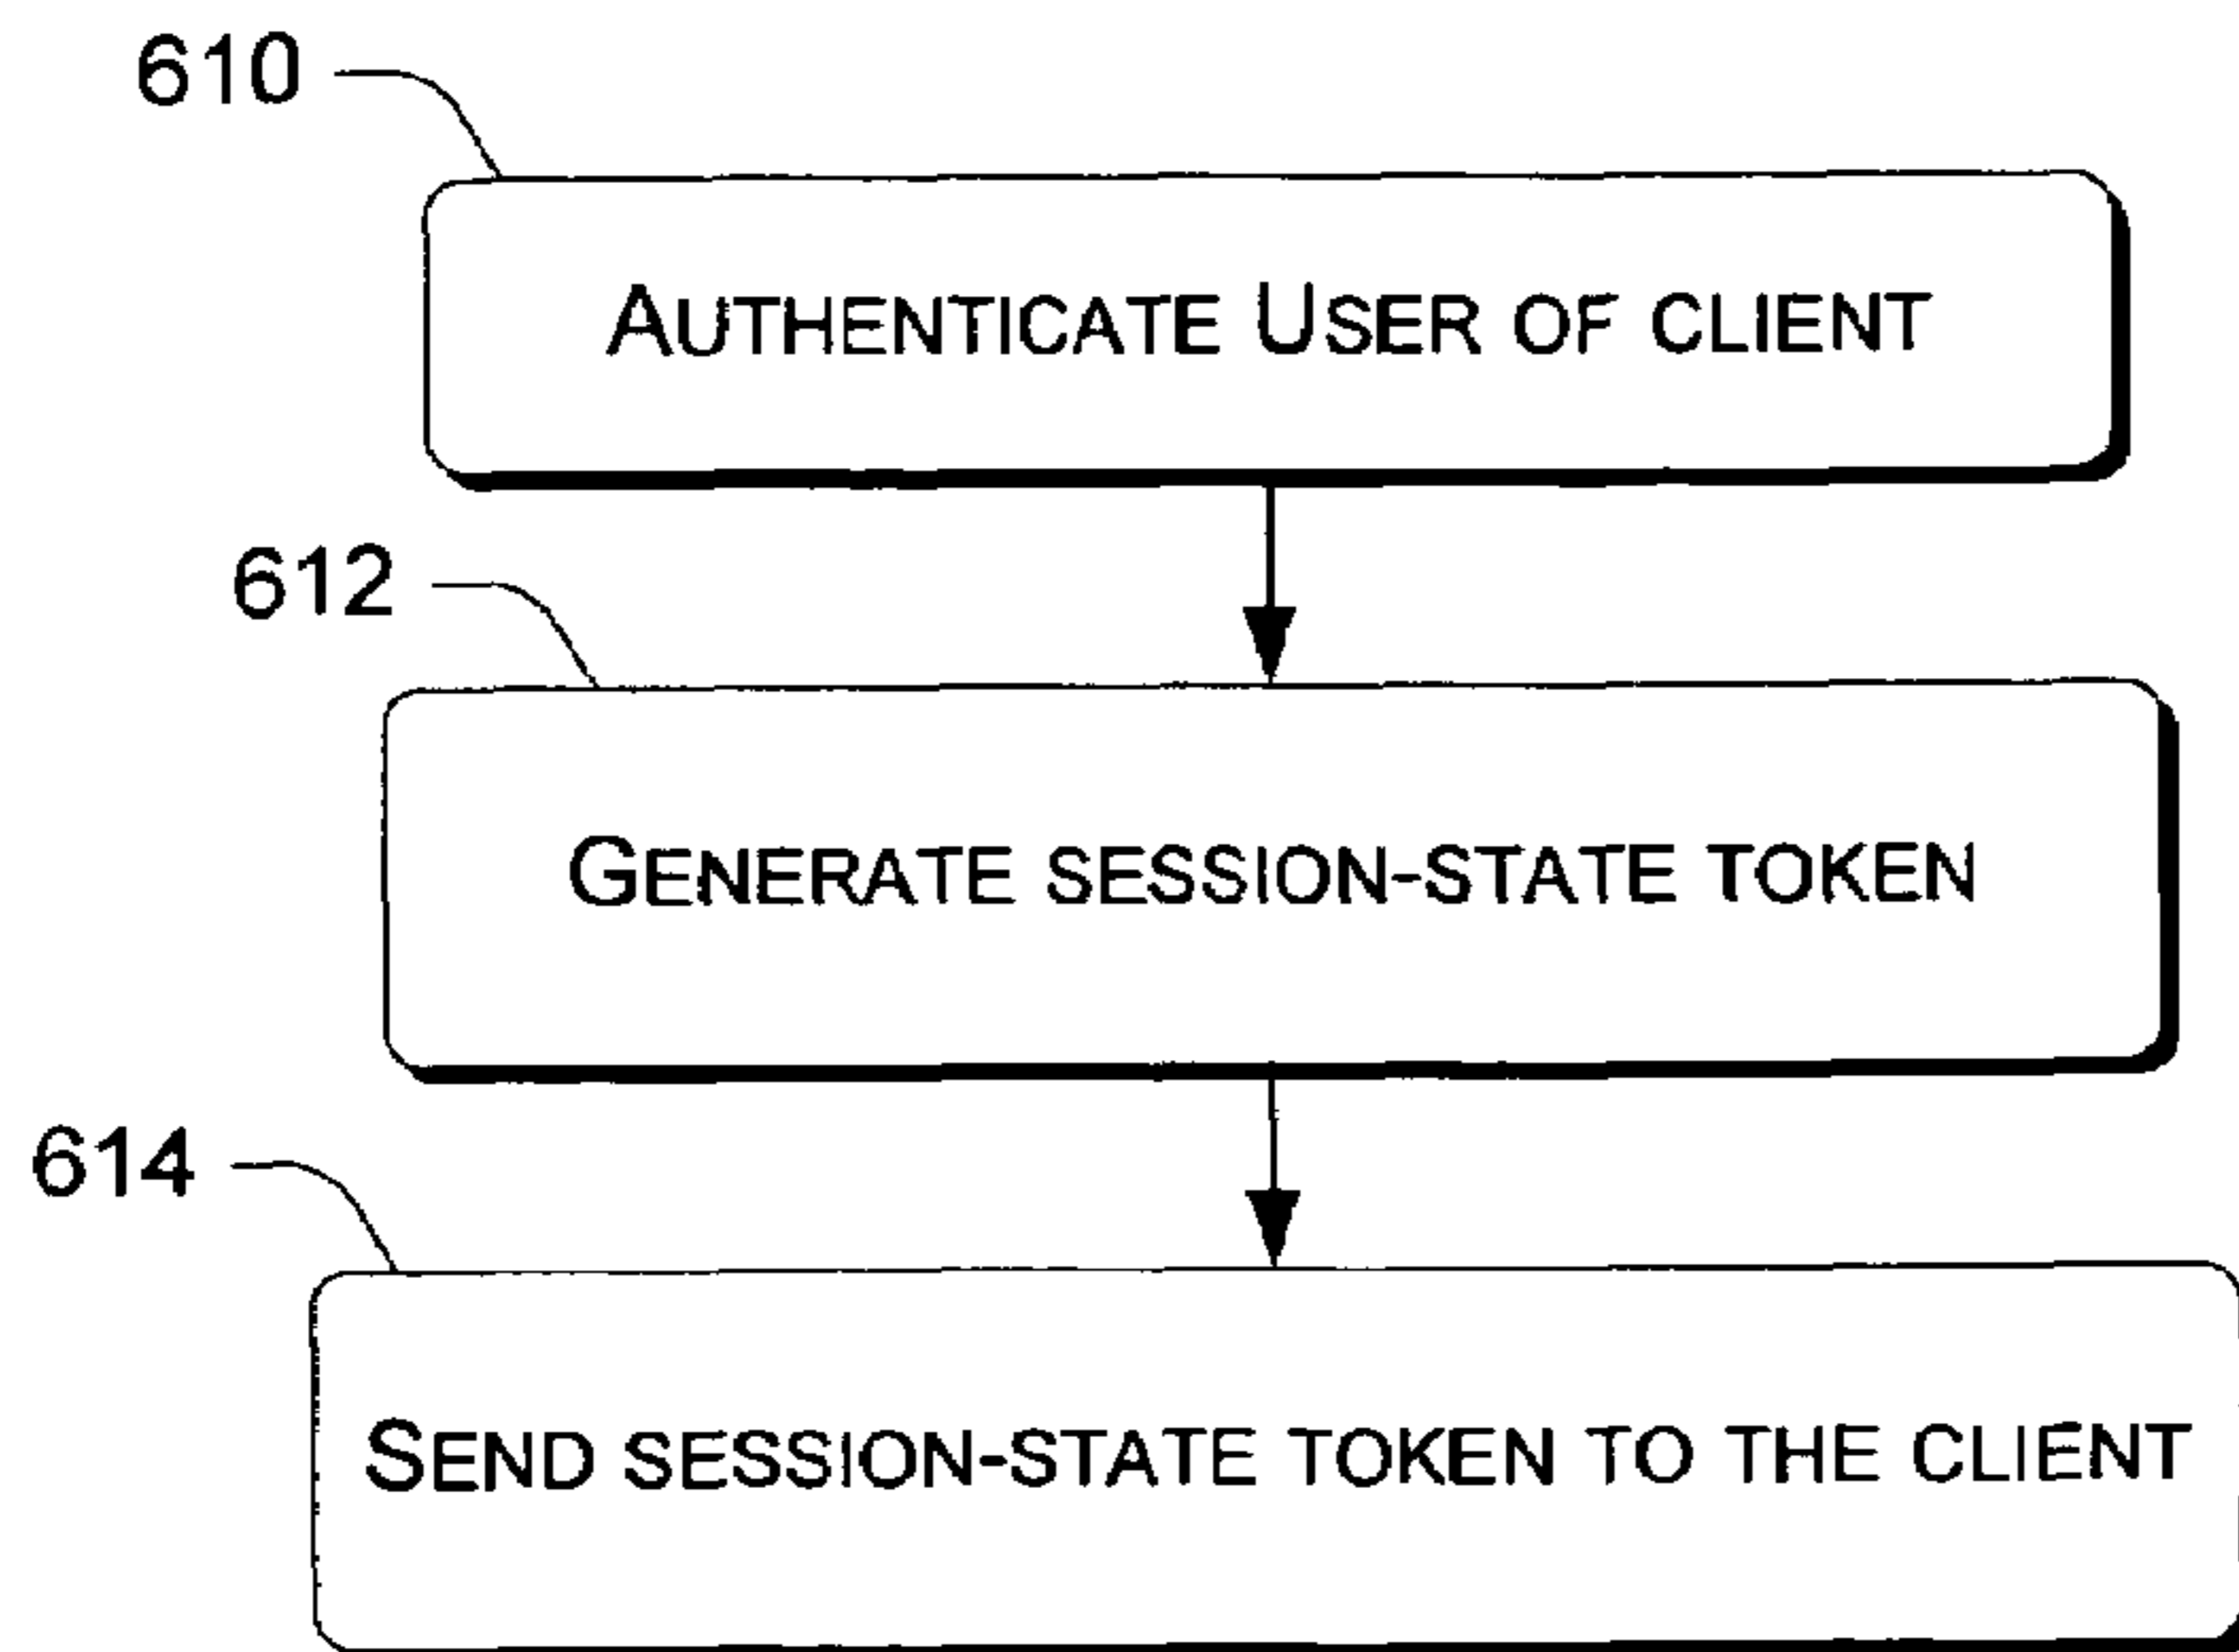 610
AUTHENTICATE USER OF CLIENT
612
GENERATE SESSION-STATE TOKEN
614
SEND SESSION-STATE TOKEN TO THE CLIENT